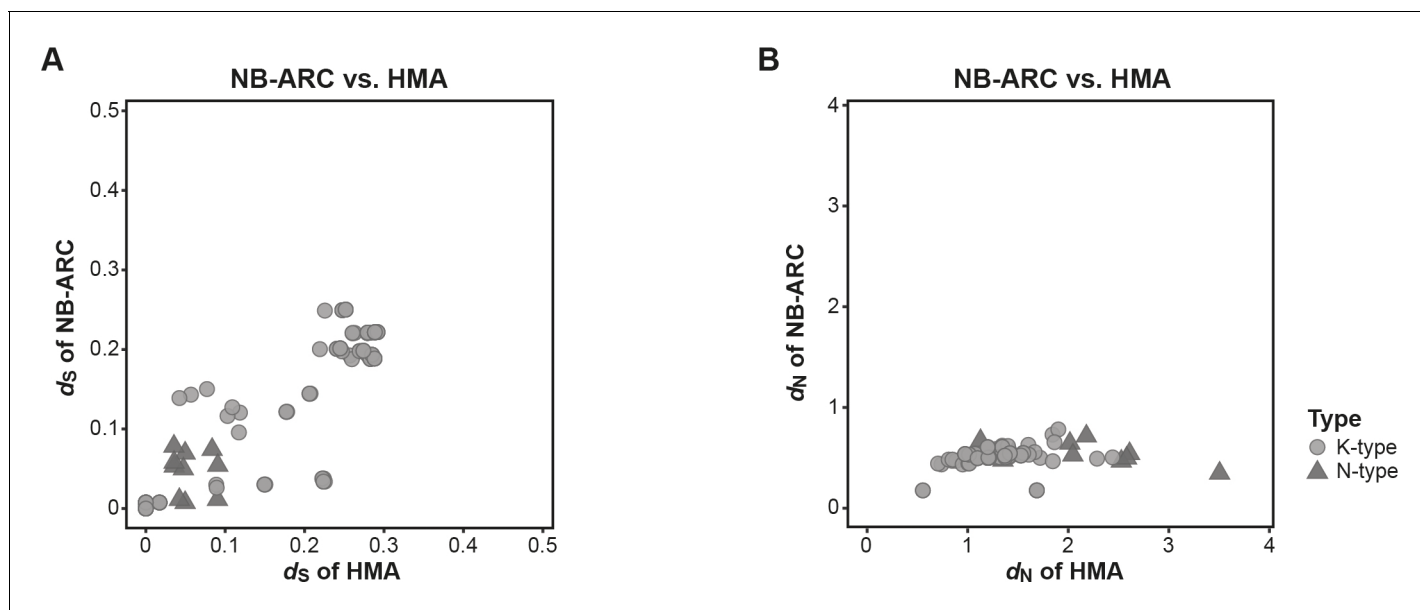 A
NB-ARC vs. HMA
0.5
0.4
0.3
0.2
0.1
0
dS of NB-ARC
0 0.1 0.2 0.3 0.4 0.5
dS of HMA
B
NB-ARC vs. HMA
4
3
2
1
0
dN of NB-ARC
0 1 2 3 4
dN of HMA
Type
K-type
N-type